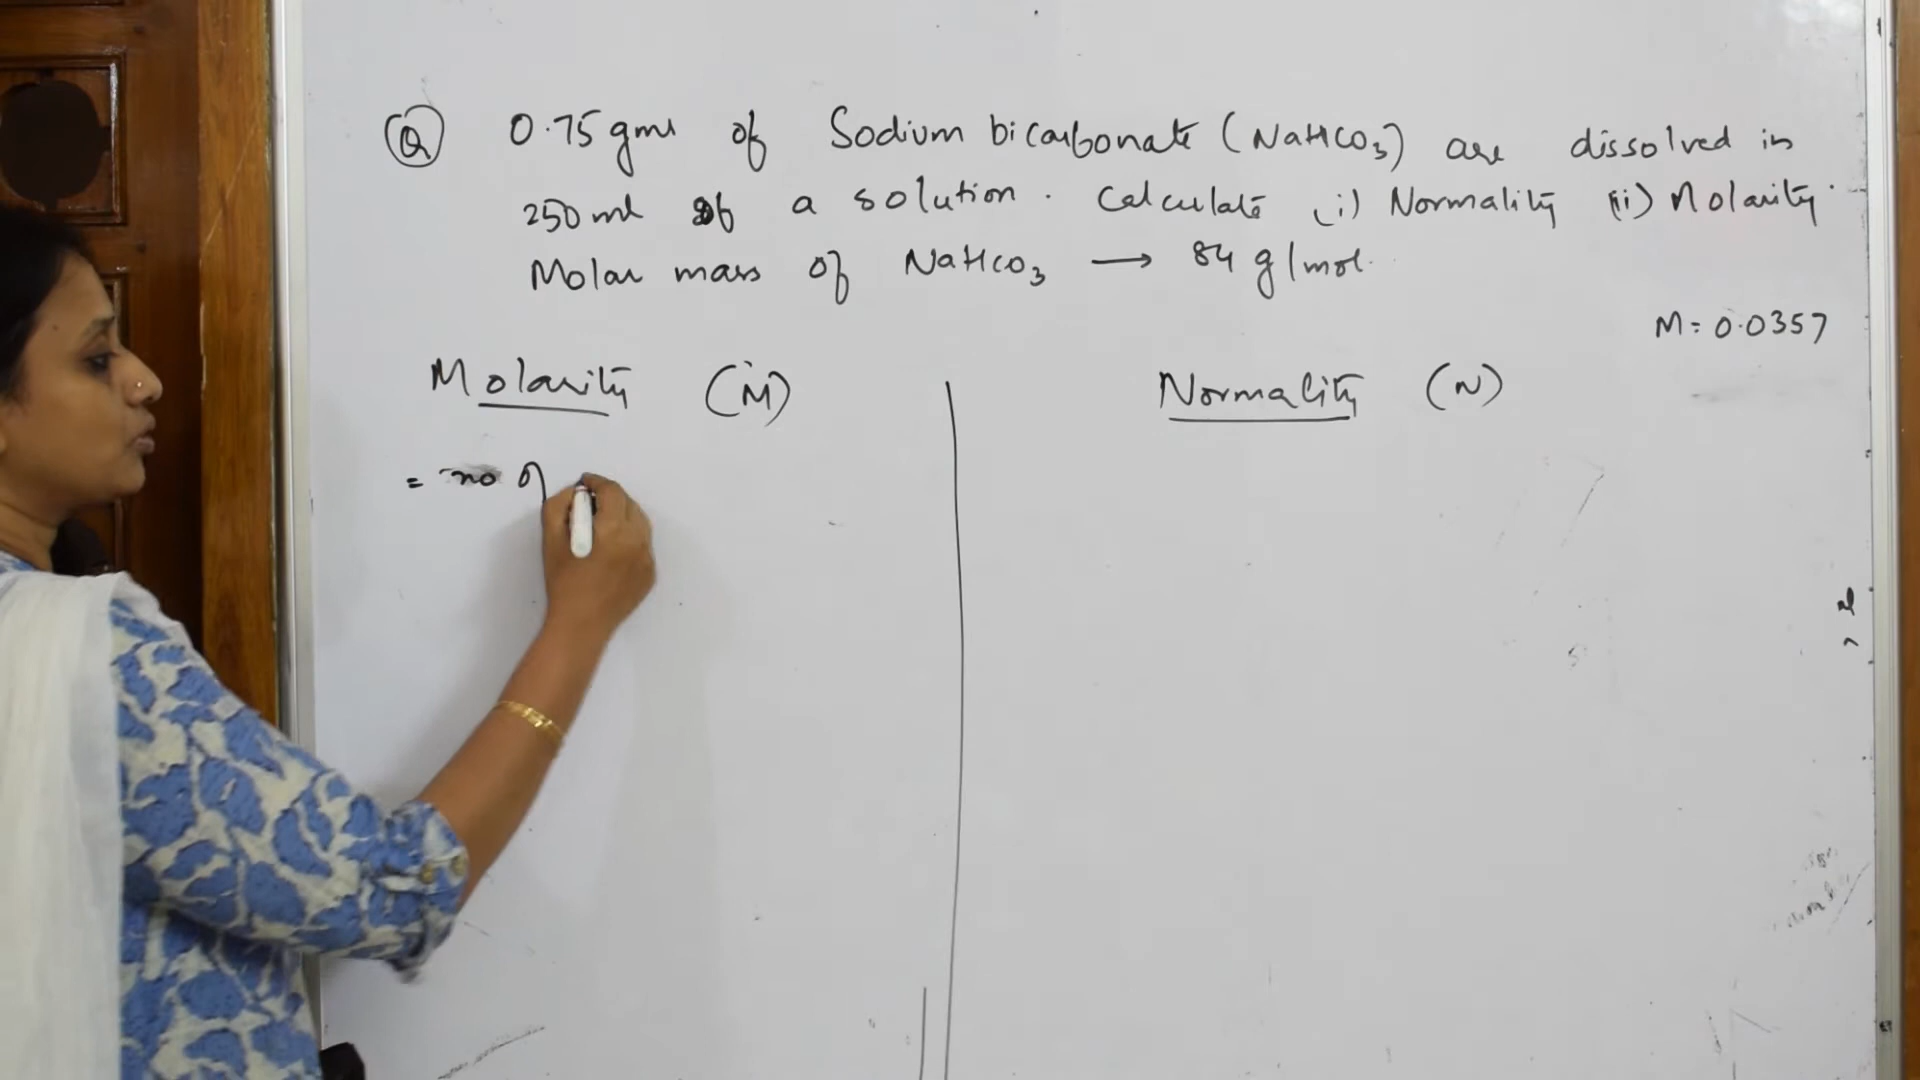 Q 0.75 gms of Sodium bicarbonate (NaHCO3) are dissolved in
250 ml of a solution. Calculate (i) Normality (ii) Molarity.
Molar mass of NaHCO3 → 84 g/mol.
M = 0.0357
Molarity (M)
Normality (N)
= no of